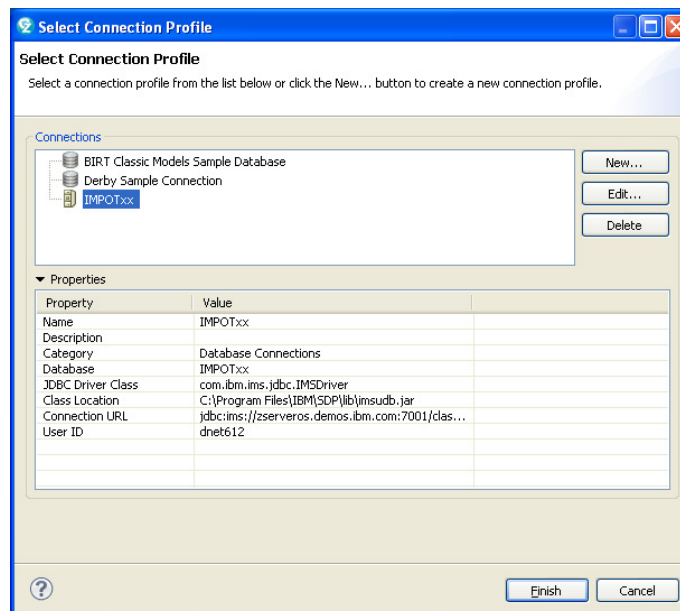 Select Connection Profile
Select Connection Profile
Select a connection profile from the list below or click the New... button to create a new connection profile.
Connections
BIRT Classic Models Sample Database
Derby Sample Connection
IMPOTxx
New...
Edit...
Delete
Properties
Property Value
Name IMPOTxx
Description
Category Database Connections
Database IMPOTxx
JDBC Driver Class com.ibm.ims.jdbc.IMSDriver
Class Location C:\Program Files\IBM\SDP\lib\imsudb.jar
Connection URL jdbc:ims://zserveros.demos.ibm.com:7001/clas...
User ID dnet612
?
Finish
Cancel